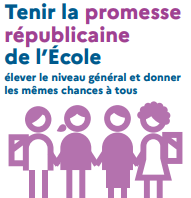 Tenir la promesse
républicaine
de l'École
élever le niveau général et donner
les mêmes chances à tous